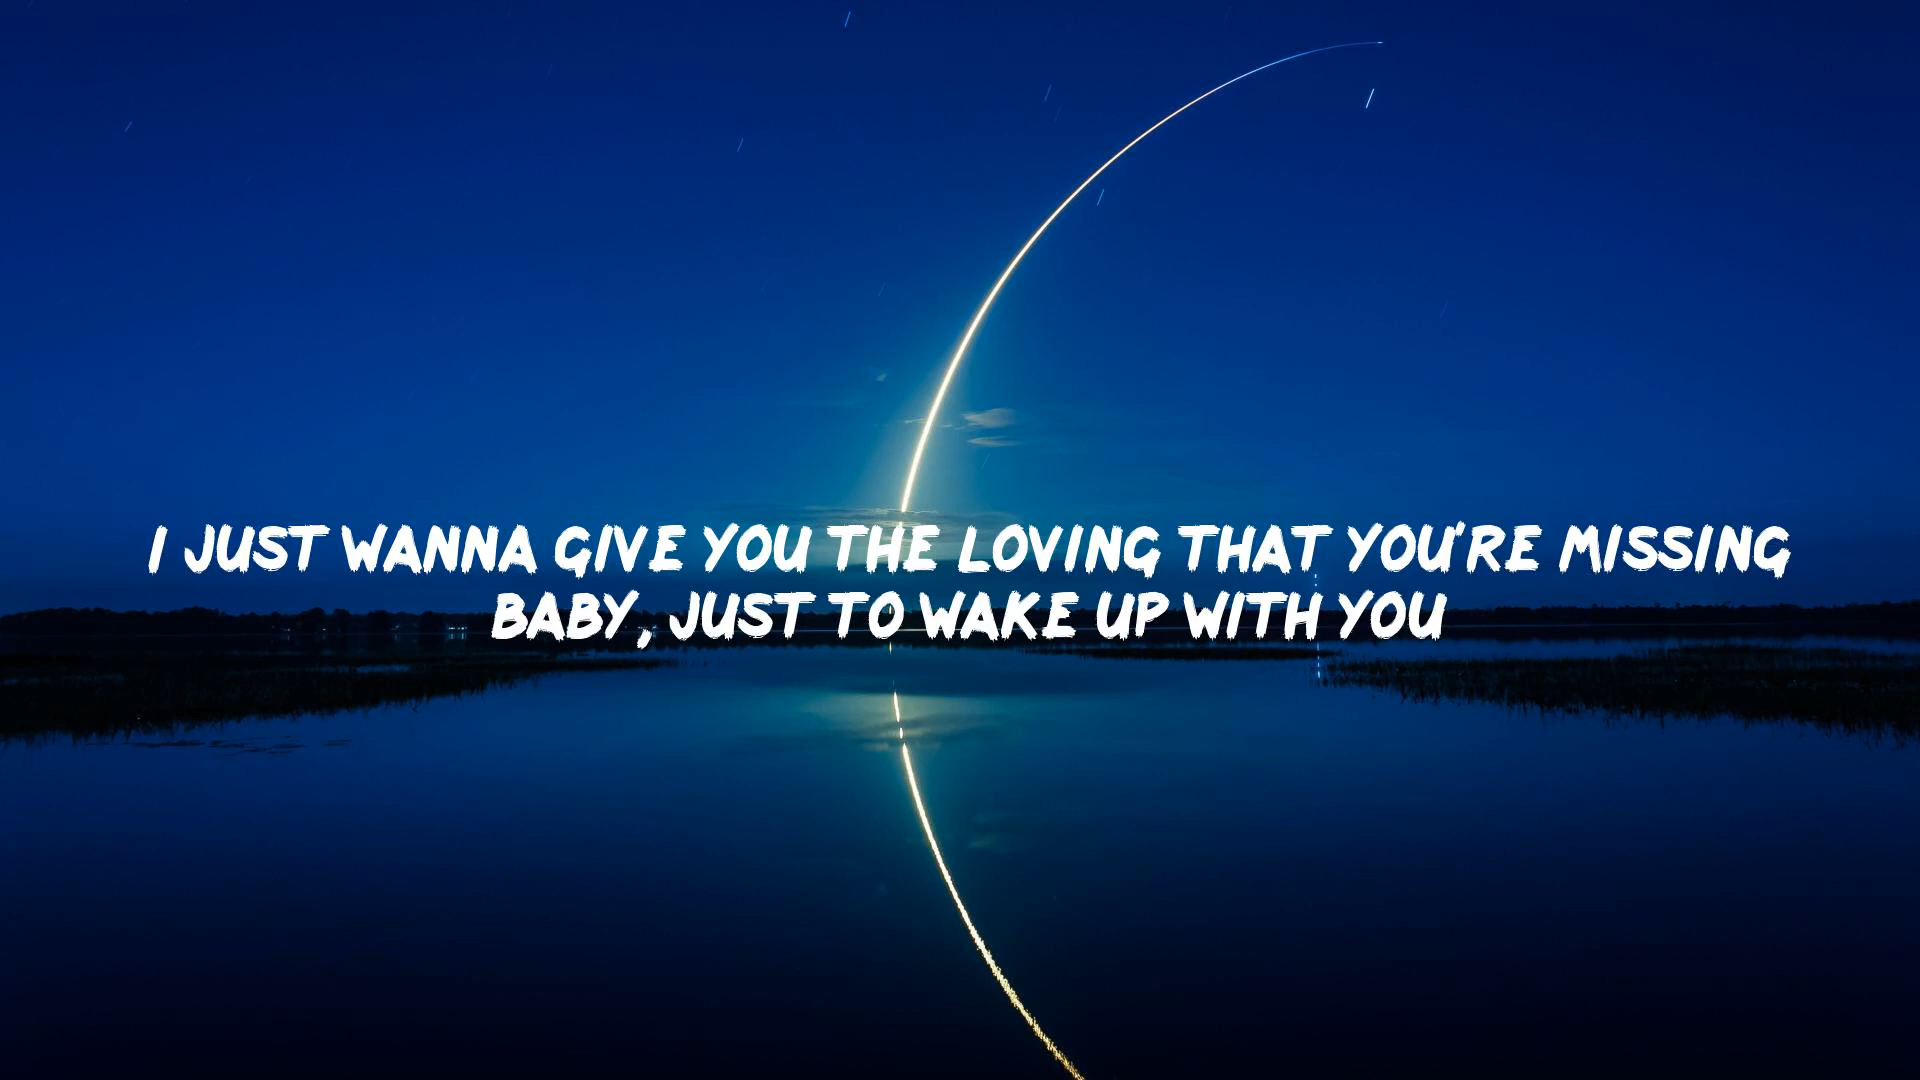 I JUST WANNA GIVE YOU THE LOVING THAT YOU'RE MISSING
BABY, JUST TO WAKE UP WITH YOU